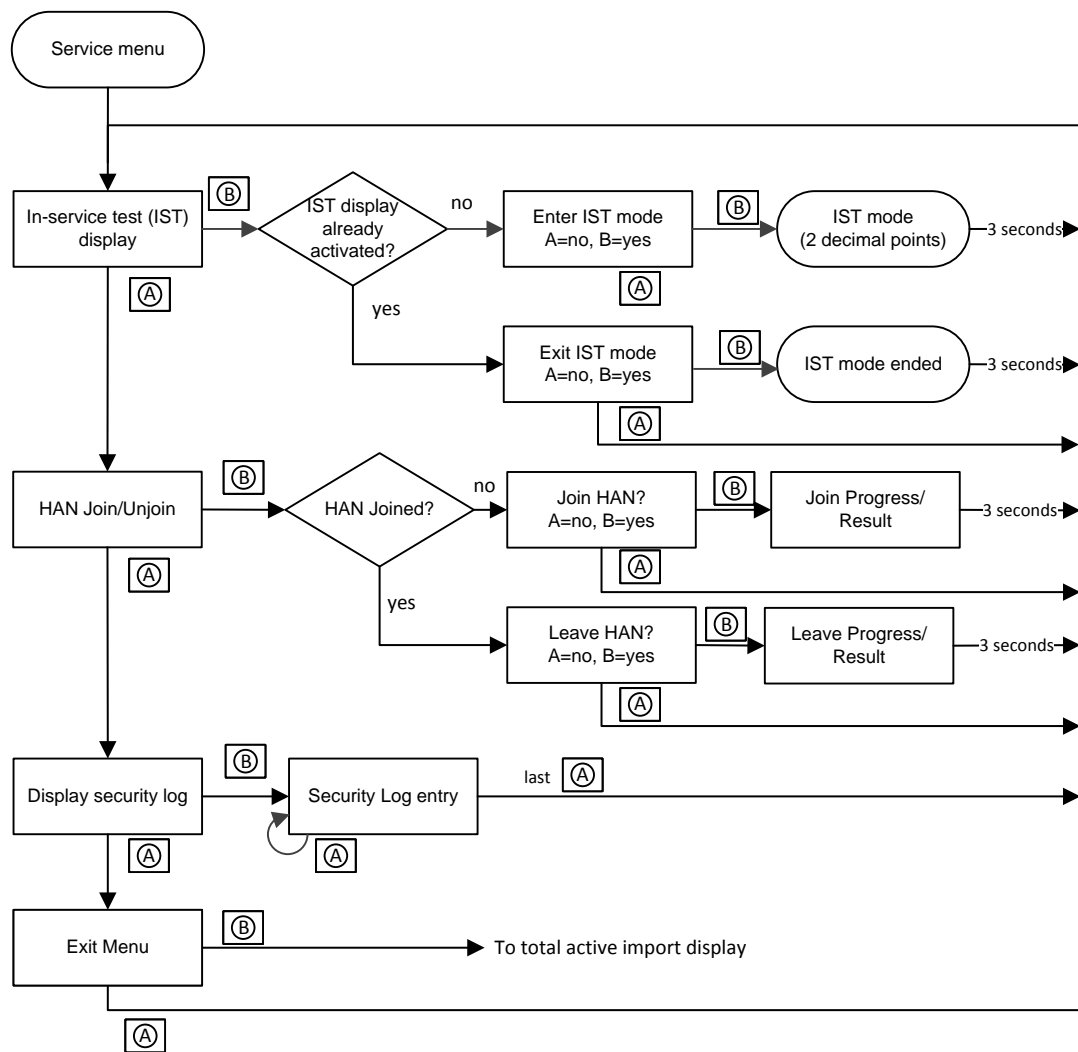 Service menu
In-service test (IST)
display
B
IST display
already
activated?
no
Enter IST mode
A=no, B=yes
B
IST mode
(2 decimal points)
3 seconds
A
A
yes
Exit IST mode
A=no, B=yes
B
IST mode ended
3 seconds
A
HAN Join/Unjoin
B
HAN Joined?
no
Join HAN?
A=no, B=yes
B
Join Progress/
Result
3 seconds
A
A
yes
Leave HAN?
A=no, B=yes
B
Leave Progress/
Result
3 seconds
A
Display security log
B
Security Log entry
last
A
A
A
Exit Menu
B
To total active import display
A